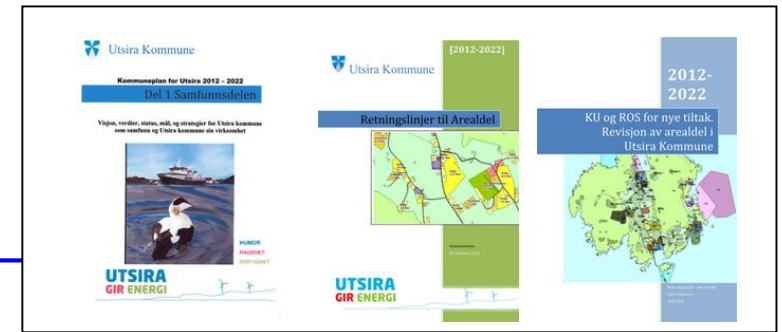 Utsira Kommune
Kommuneplan for Utsira 2012 – 2022
Del 1 Samfunnsdelen
Visjon, verdier, status, mål, og strategier for Utsira kommune
som samfunn og Utsira kommune sin virksomhet
HUMOR
RAUSHET
DRIFTIGHET
UTSIRA
GIR ENERGI
[2012-2022]
Utsira Kommune
Retningslinjer til Arealdel
UTSIRA
GIR ENERGI
2012-
2022
KU og ROS for nye tiltak.
Revisjon av arealdel i
Utsira Kommune